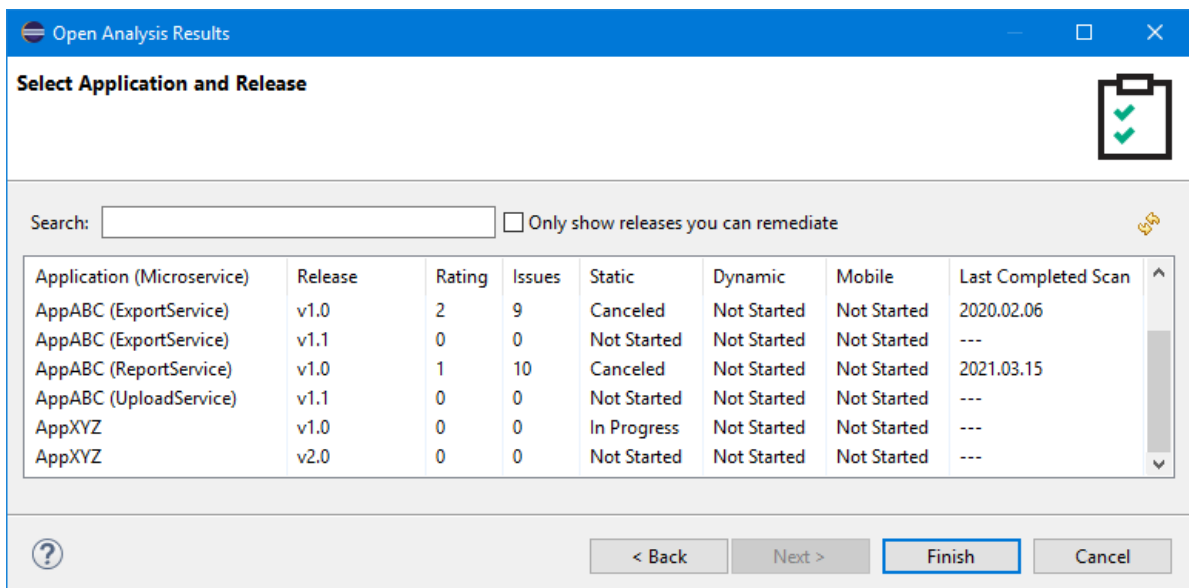 Open Analysis Results
Select Application and Release
Search: Only show releases you can remediate
Application (Microservice) Release Rating Issues Static Dynamic Mobile Last Completed Scan
AppABC (ExportService) v1.0 2 9 Canceled Not Started Not Started 2020.02.06
AppABC (ExportService) v1.1 0 0 Not Started Not Started Not Started ---
AppABC (ReportService) v1.0 1 10 Canceled Not Started Not Started 2021.03.15
AppABC (UploadService) v1.1 0 0 Not Started Not Started Not Started ---
AppXYZ v1.0 0 0 In Progress Not Started Not Started ---
AppXYZ v2.0 0 0 Not Started Not Started Not Started ---
? < Back Next > Finish Cancel